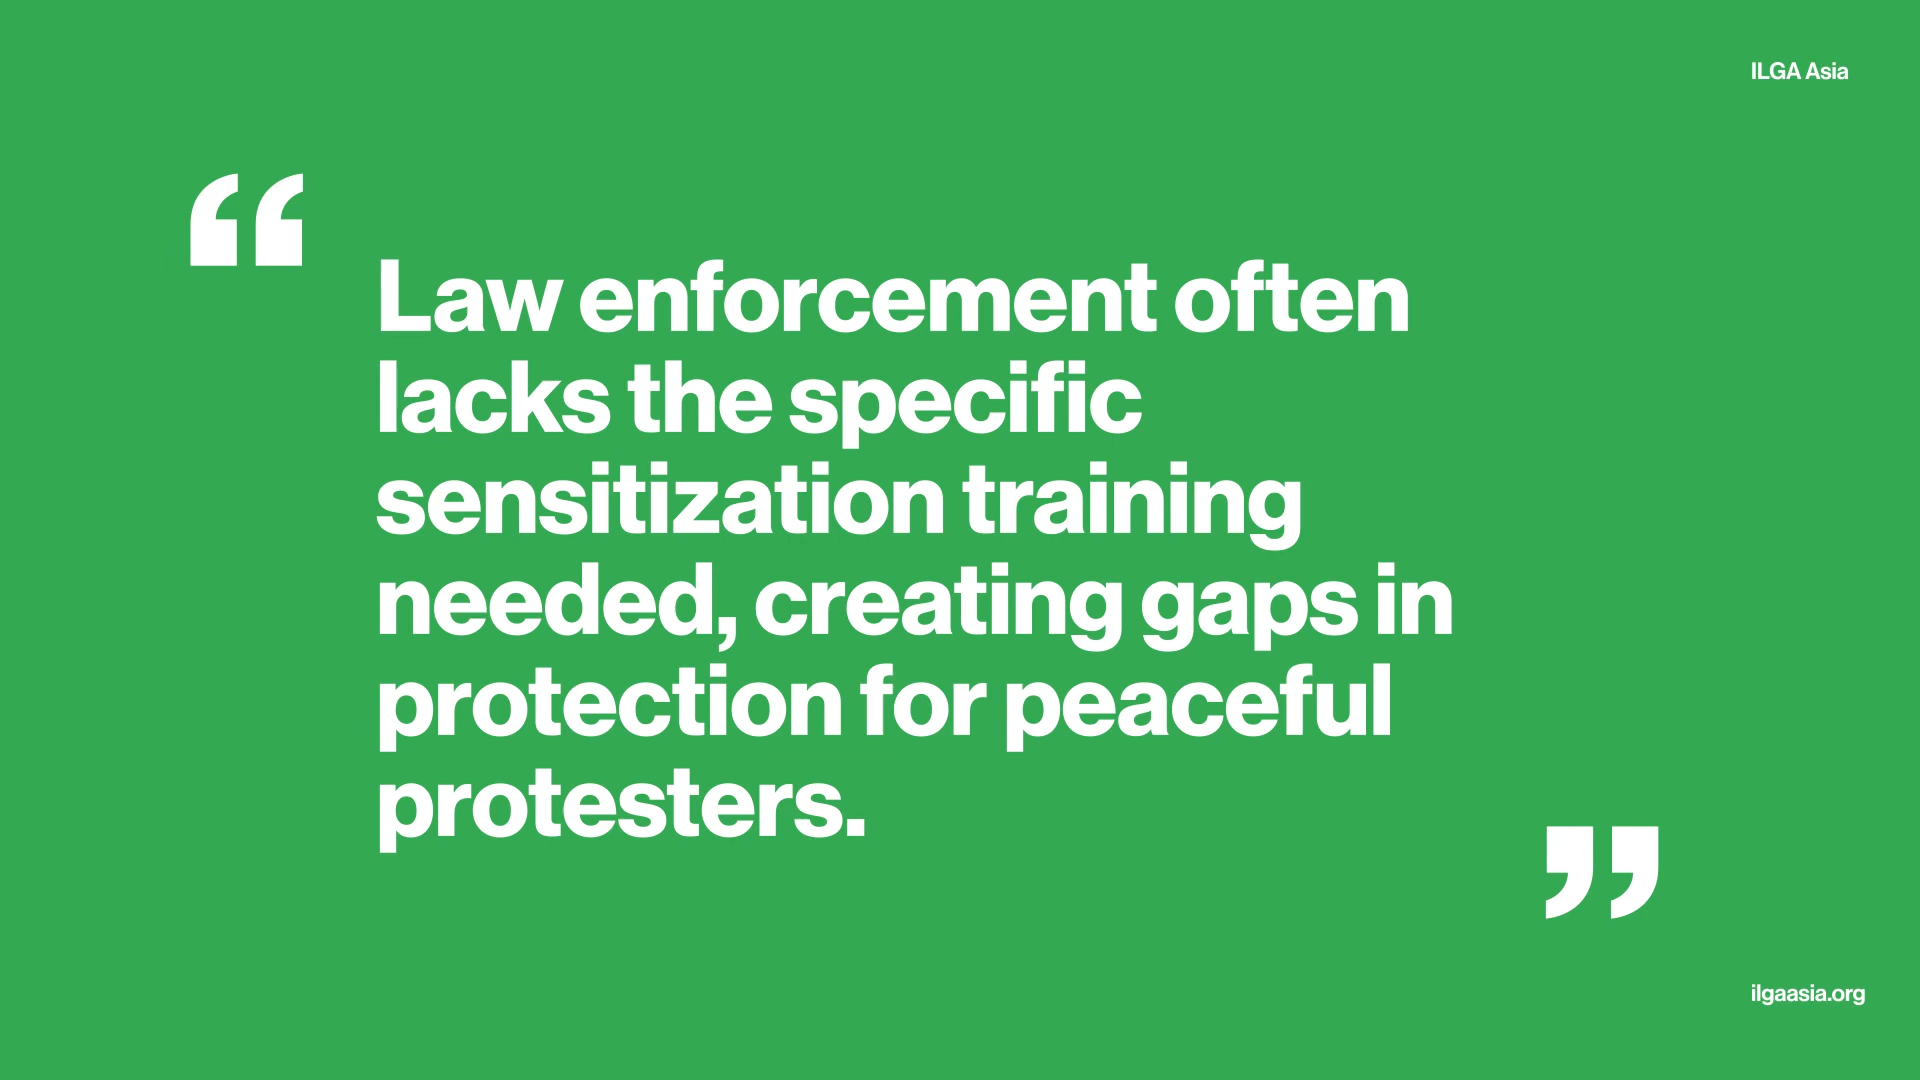 ILGA Asia
“
Law enforcement often
lacks the specific
sensitization training
needed, creating gaps in
protection for peaceful
protesters.
”
ilgaasia.org